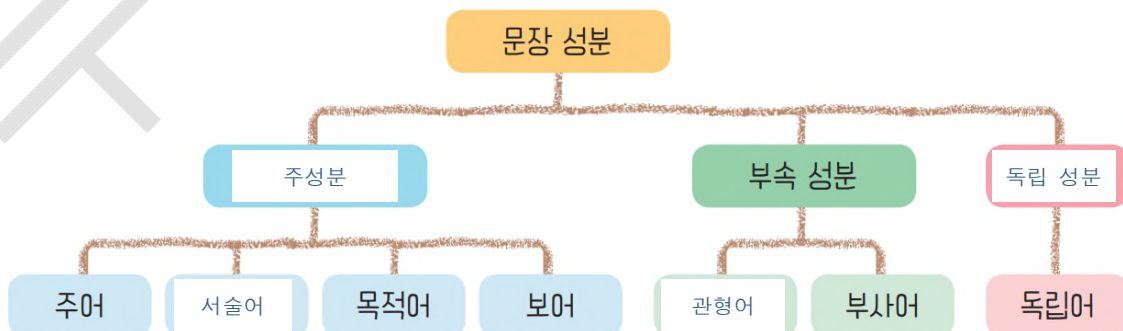 문장 성분
주성분
부속 성분
독립 성분
주어
서술어
목적어
보어
관형어
부사어
독립어